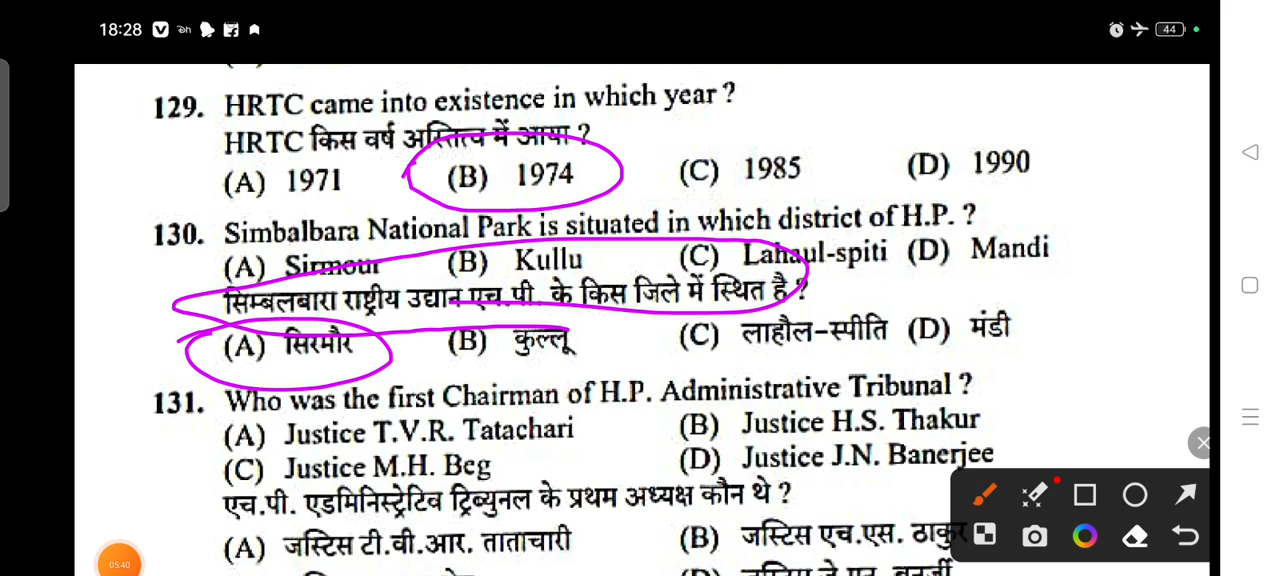 18:28
44
129. HRTC came into existence in which year ?
HRTC किस वर्ष अस्तित्व में आया ?
(A) 1971 (B) 1974 (C) 1985 (D) 1990
130. Simbalbara National Park is situated in which district of H.P. ?
(A) Sirmour (B) Kullu (C) Lahaul-spiti (D) Mandi
सिम्बलबारा राष्ट्रीय उद्यान एच.पी. के किस जिले में स्थित है ?
(A) सिरमौर (B) कुल्लू (C) लाहौल-स्पीति (D) मंडी
131. Who was the first Chairman of H.P. Administrative Tribunal ?
(A) Justice T.V.R. Tatachari (B) Justice H.S. Thakur
(C) Justice M.H. Beg (D) Justice J.N. Banerjee
एच.पी. एडमिनिस्ट्रेटिव ट्रिब्युनल के प्रथम अध्यक्ष कौन थे ?
(A) जस्टिस टी.वी.आर. ताताचारी (B) जस्टिस एच.एस. ठाकुर
05:40